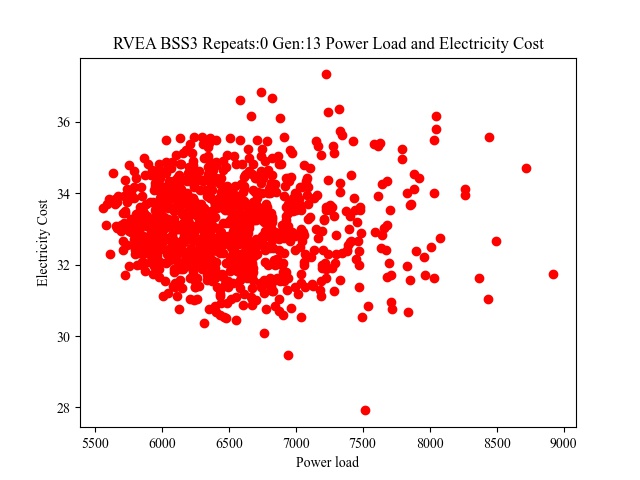 RVEA BSS3 Repeats:0 Gen:13 Power Load and Electricity Cost
36
34
32
30
28
Electricity Cost
5500 6000 6500 7000 7500 8000 8500 9000
Power load